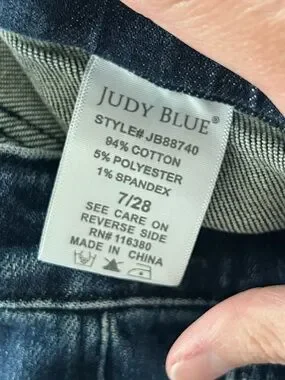 JUDY BLUE®
STYLE# JB88740
94% COTTON
5% POLYESTER
1% SPANDEX
7/28
SEE CARE ON
REVERSE SIDE
RN# 116380
MADE IN CHINA